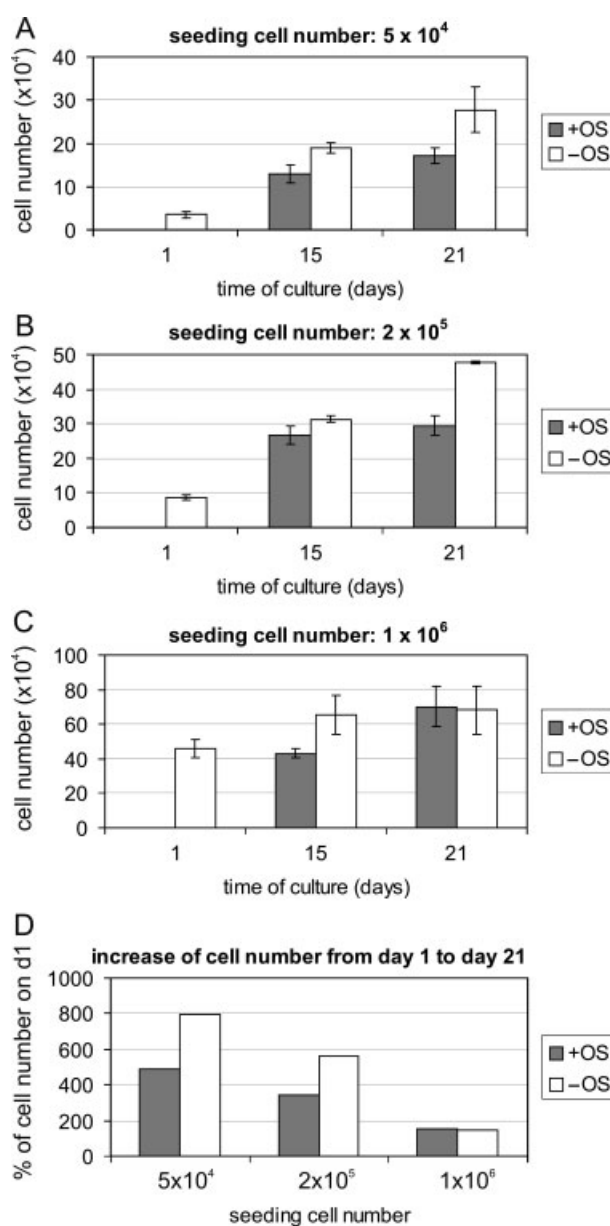 A
seeding cell number: 5 x 10⁴
cell number (x10⁴)
40
30
20
10
0
1 15 21
time of culture (days)
+OS
–OS
B
seeding cell number: 2 x 10⁵
cell number (x10⁴)
50
40
30
20
10
0
1 15 21
time of culture (days)
+OS
–OS
C
seeding cell number: 1 x 10⁶
cell number (x10⁴)
100
80
60
40
20
0
1 15 21
time of culture (days)
+OS
–OS
D
increase of cell number from day 1 to day 21
% of cell number on d1
1000
800
600
400
200
0
5x10⁴ 2x10⁵ 1x10⁶
seeding cell number
+OS
–OS